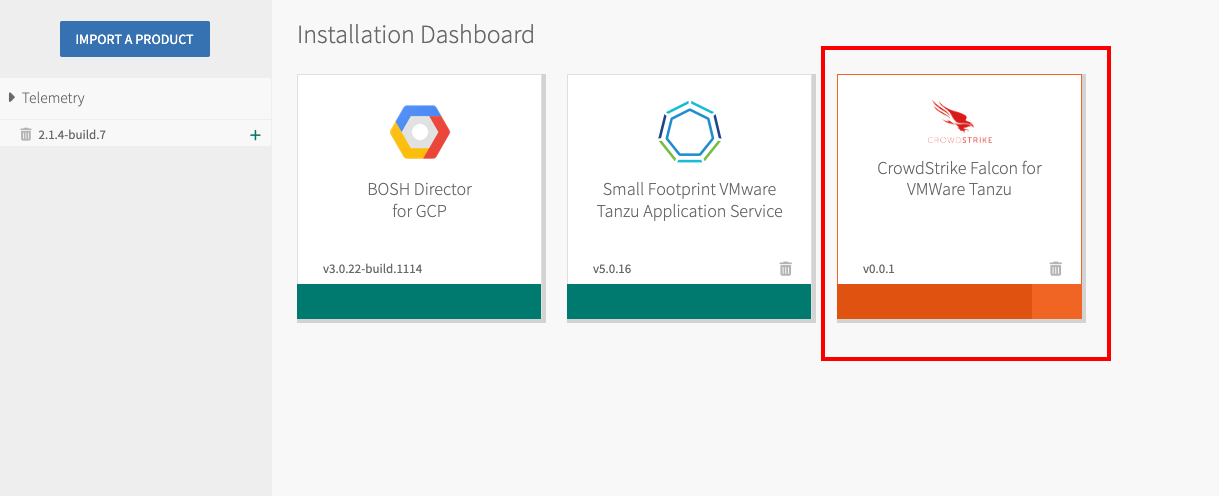 IMPORT A PRODUCT
Telemetry
2.1.4-build.7
+
Installation Dashboard
BOSH Director
for GCP
v3.0.22-build.1114
Small Footprint VMware
Tanzu Application Service
v5.0.16
CROWDSTRIKE
CrowdStrike Falcon for
VMWare Tanzu
v0.0.1